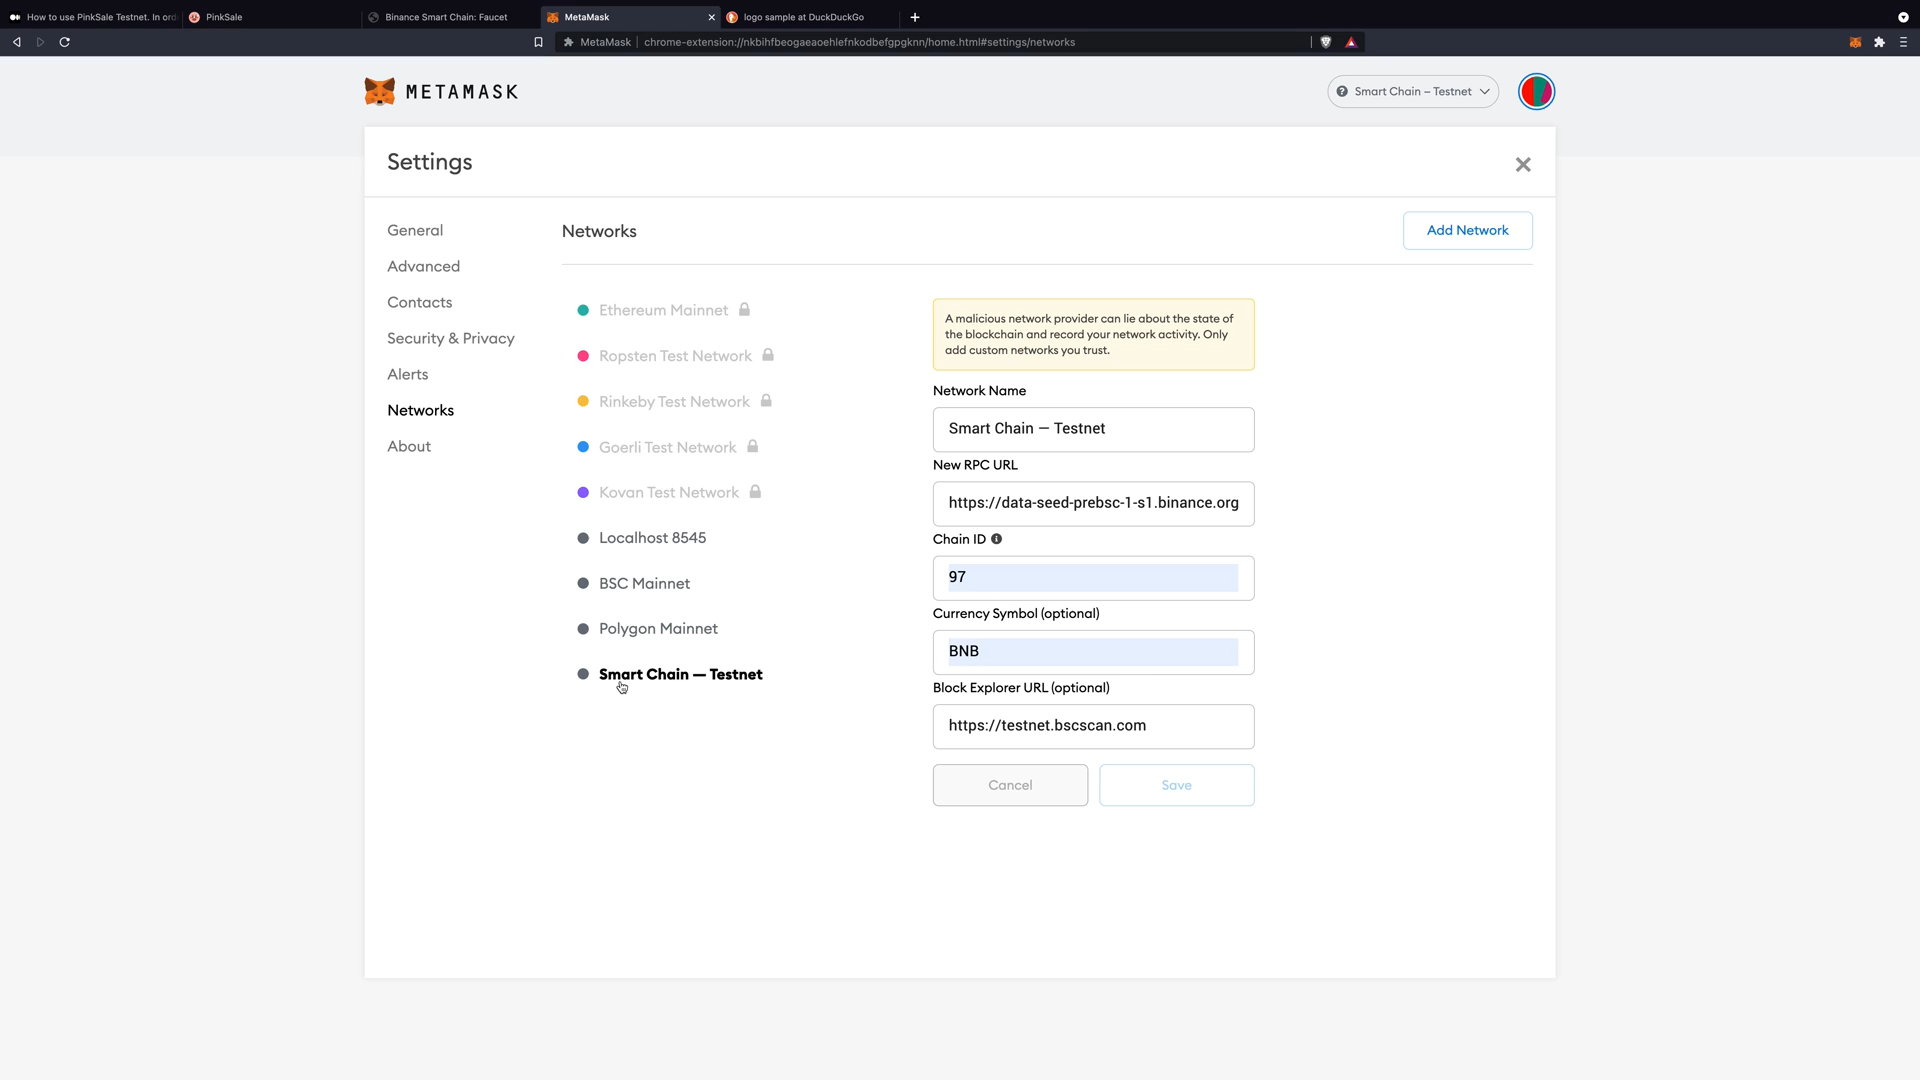 How to use PinkSale Testnet. In ord
PinkSale
Binance Smart Chain: Faucet
MetaMask
logo sample at DuckDuckGo
MetaMask
chrome-extension://nkbihfbeogaeaoehlefnkodbefgpgknn/home.html#settings/networks
METAMASK
Smart Chain – Testnet
Settings
General
Advanced
Contacts
Security & Privacy
Alerts
Networks
About
Networks
Add Network
Ethereum Mainnet
Ropsten Test Network
Rinkeby Test Network
Goerli Test Network
Kovan Test Network
Localhost 8545
BSC Mainnet
Polygon Mainnet
Smart Chain — Testnet
A malicious network provider can lie about the state of
the blockchain and record your network activity. Only
add custom networks you trust.
Network Name
Smart Chain — Testnet
New RPC URL
https://data-seed-prebsc-1-s1.binance.org
Chain ID
97
Currency Symbol (optional)
BNB
Block Explorer URL (optional)
https://testnet.bscscan.com
Cancel
Save